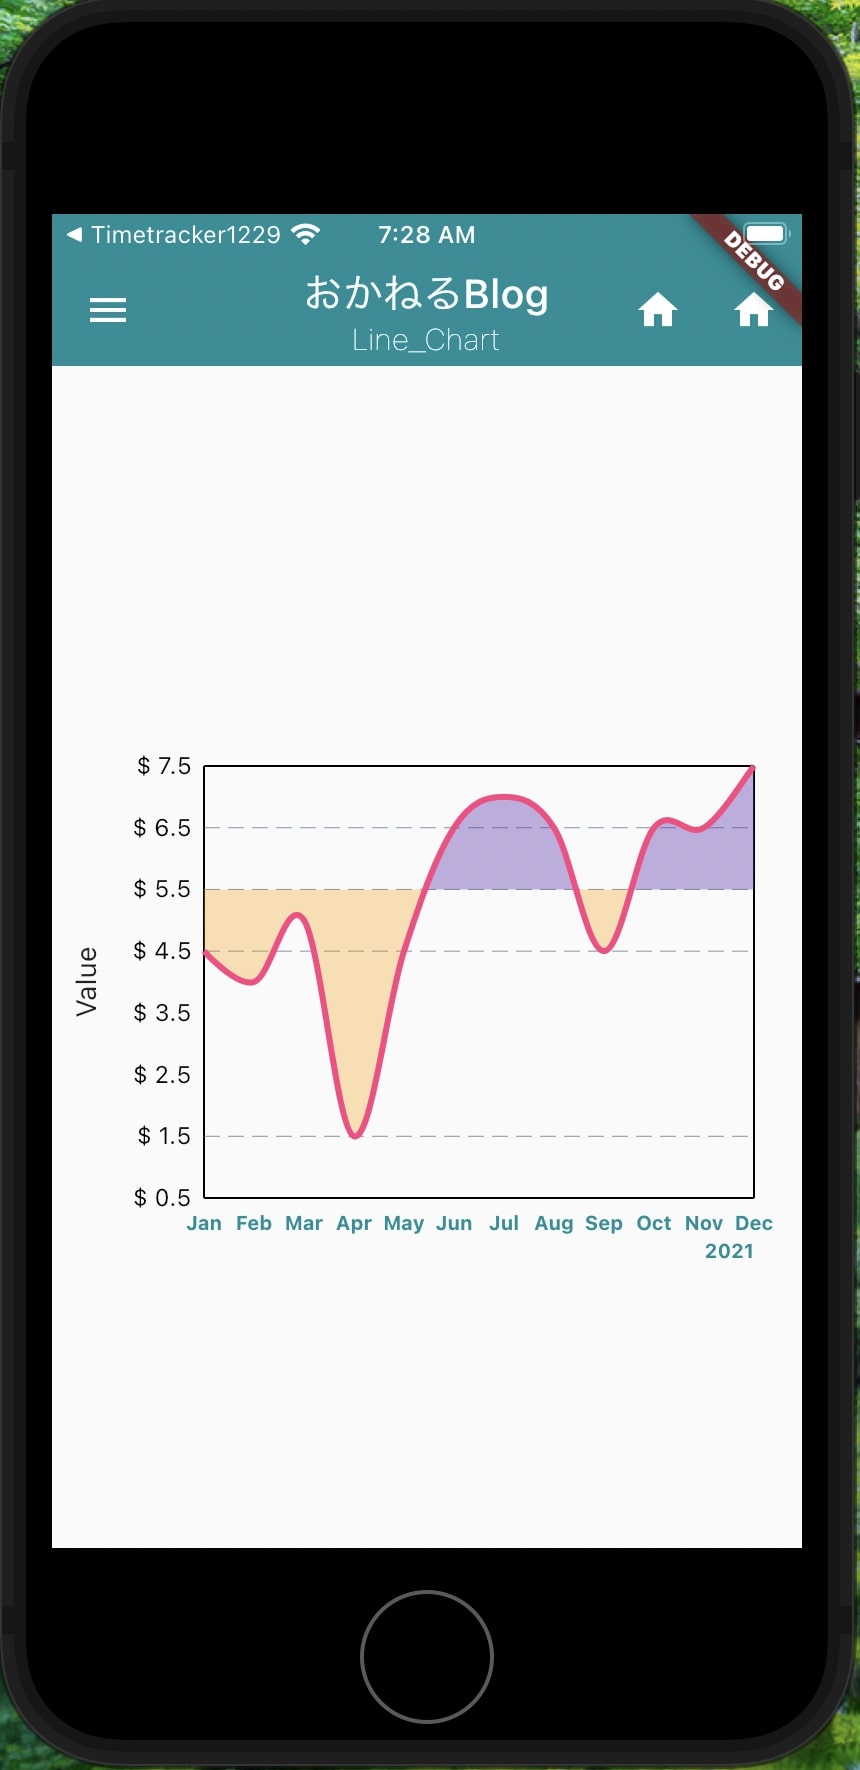 Timetracker1229 7:28 AM
DEBUG
おかねるBlog
Line_Chart
$ 7.5
$ 6.5
$ 5.5
$ 4.5
$ 3.5
$ 2.5
$ 1.5
$ 0.5
Value
Jan Feb Mar Apr May Jun Jul Aug Sep Oct Nov Dec
2021